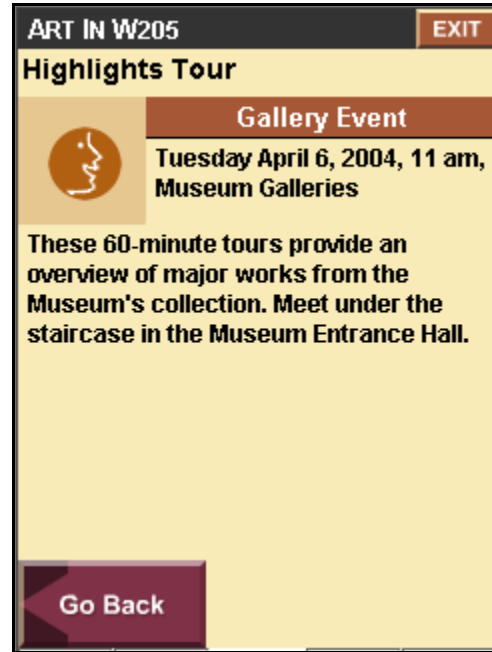 ART IN W205
EXIT
Highlights Tour
Gallery Event
Tuesday April 6, 2004, 11 am,
Museum Galleries
These 60-minute tours provide an
overview of major works from the
Museum's collection. Meet under the
staircase in the Museum Entrance Hall.
Go Back